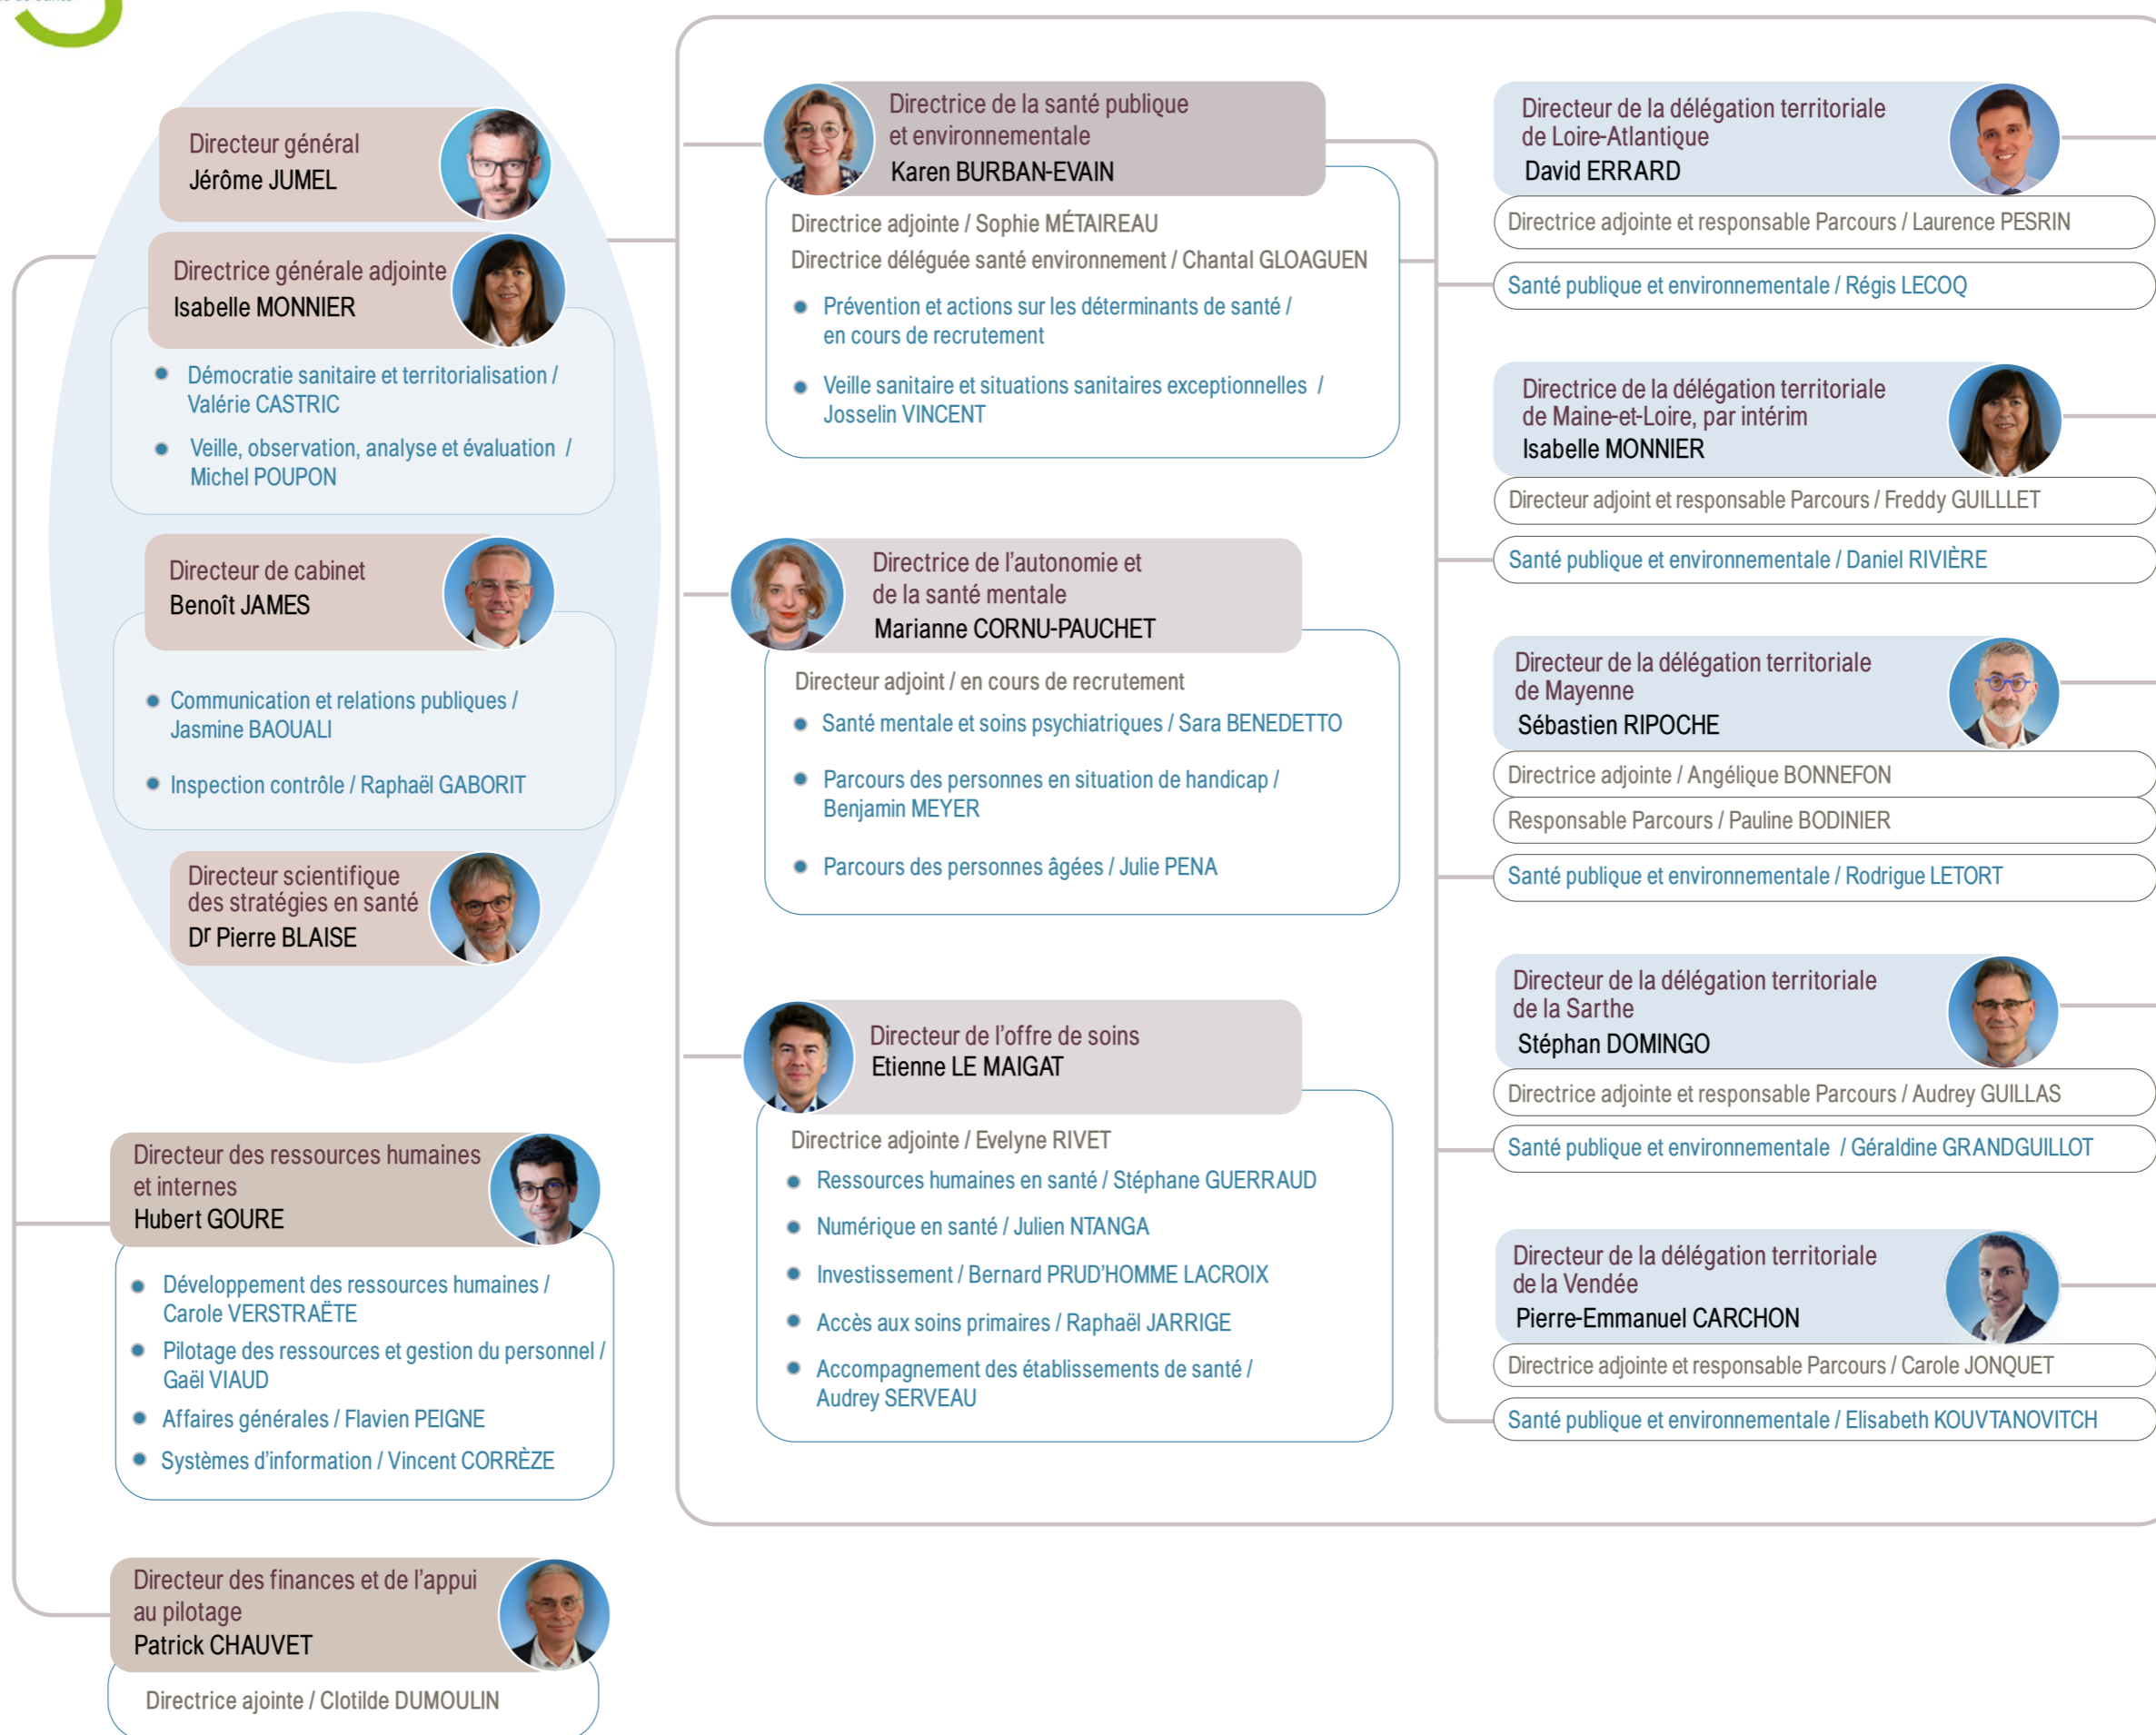 Directeur général
Jérôme JUMEL
Directrice générale adjointe
Isabelle MONNIER
Démocratie sanitaire et territorialisation /
Valérie CASTRIC
Veille, observation, analyse et évaluation /
Michel POUPON
Directeur de cabinet
Benoît JAMES
Communication et relations publiques /
Jasmine BAOUALI
Inspection contrôle / Raphaël GABORIT
Directeur scientifique
des stratégies en santé
Dr Pierre BLAISE
Directeur des ressources humaines
et internes
Hubert GOURE
Développement des ressources humaines /
Carole VERSTRAËTE
Pilotage des ressources et gestion du personnel /
Gaël VIAUD
Affaires générales / Flavien PEIGNE
Systèmes d'information / Vincent CORRÈZE
Directeur des finances et de l'appui
au pilotage
Patrick CHAUVET
Directrice ajointe / Clotilde DUMOULIN
Directrice de la santé publique
et environnementale
Karen BURBAN-EVAIN
Directrice adjointe / Sophie MÉTAIREAU
Directrice déléguée santé environnement / Chantal GLOAGUEN
Prévention et actions sur les déterminants de santé /
en cours de recrutement
Veille sanitaire et situations sanitaires exceptionnelles /
Josselin VINCENT
Directrice de l'autonomie et
de la santé mentale
Marianne CORNU-PAUCHET
Directeur adjoint / en cours de recrutement
Santé mentale et soins psychiatriques / Sara BENEDETTO
Parcours des personnes en situation de handicap /
Benjamin MEYER
Parcours des personnes âgées / Julie PENA
Directeur de l'offre de soins
Etienne LE MAIGAT
Directrice adjointe / Evelyne RIVET
Ressources humaines en santé / Stéphane GUERRAUD
Numérique en santé / Julien NTANGA
Investissement / Bernard PRUD'HOMME LACROIX
Accès aux soins primaires / Raphaël JARRIGE
Accompagnement des établissements de santé /
Audrey SERVEAU
Directeur de la délégation territoriale
de Loire-Atlantique
David ERRARD
Directrice adjointe et responsable Parcours / Laurence PESRIN
Santé publique et environnementale / Régis LECOQ
Directrice de la délégation territoriale
de Maine-et-Loire, par intérim
Isabelle MONNIER
Directeur adjoint et responsable Parcours / Freddy GUILLLET
Santé publique et environnementale / Daniel RIVIÈRE
Directeur de la délégation territoriale
de Mayenne
Sébastien RIPOCHE
Directrice adjointe / Angélique BONNEFON
Responsable Parcours / Pauline BODINIER
Santé publique et environnementale / Rodrigue LETORT
Directeur de la délégation territoriale
de la Sarthe
Stéphan DOMINGO
Directrice adjointe et responsable Parcours / Audrey GUILLAS
Santé publique et environnementale / Géraldine GRANDGUILLOT
Directeur de la délégation territoriale
de la Vendée
Pierre-Emmanuel CARCHON
Directrice adjointe et responsable Parcours / Carole JONQUET
Santé publique et environnementale / Elisabeth KOUVTANOVITCH